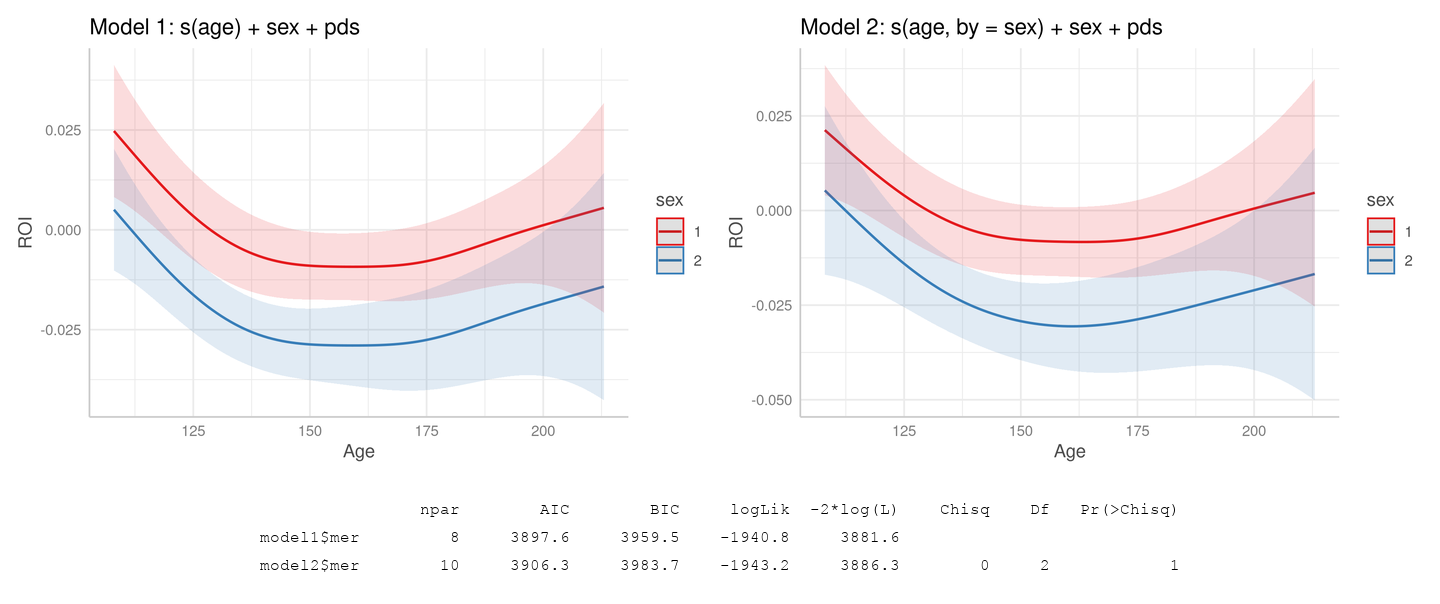 Model 1: s(age) + sex + pds
0.025
0.000
-0.025
ROI
125 150 175 200
Age
sex
1
2
Model 2: s(age, by = sex) + sex + pds
0.025
0.000
-0.025
-0.050
ROI
125 150 175 200
Age
sex
1
2
npar AIC BIC logLik -2*log(L) Chisq Df Pr(>Chisq)
model1$mer 8 3897.6 3959.5 -1940.8 3881.6
model2$mer 10 3906.3 3983.7 -1943.2 3886.3 0 2 1